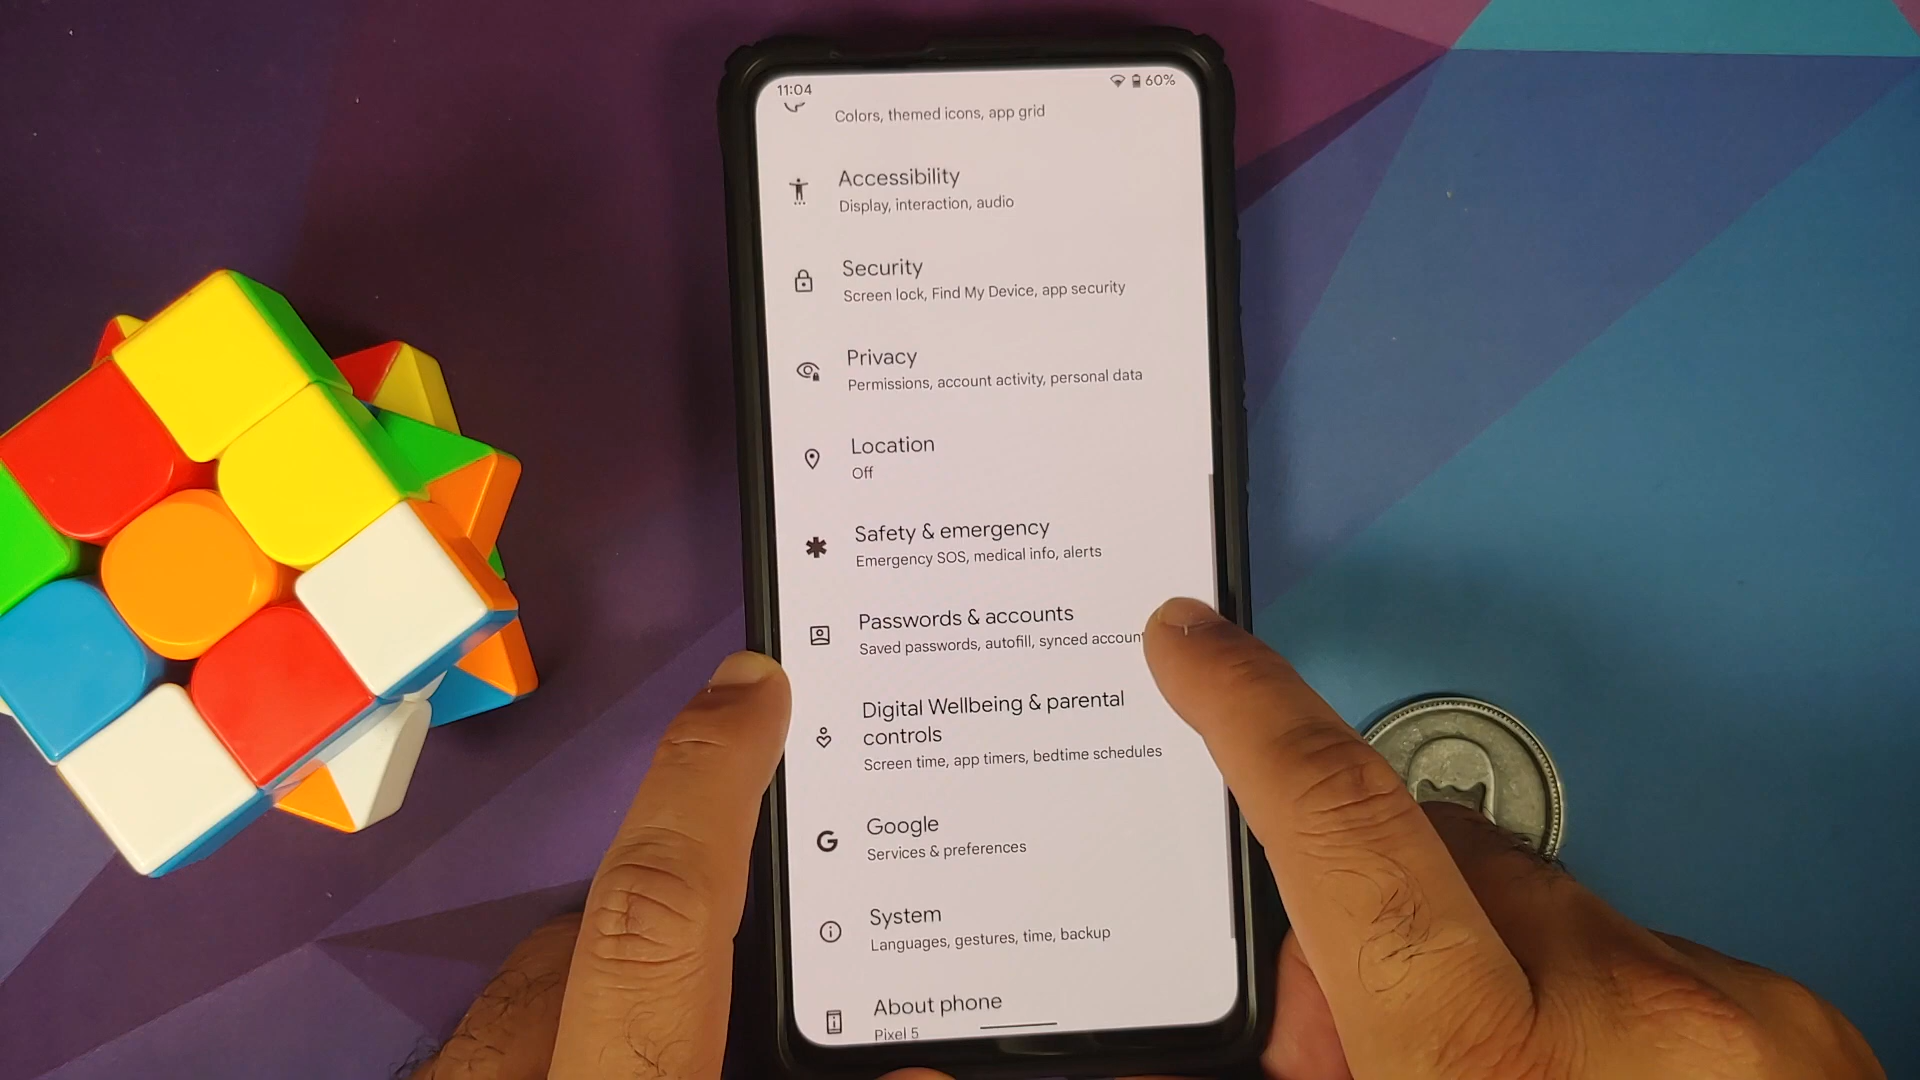 11:04
60%
Colors, themed icons, app grid
Accessibility
Display, interaction, audio
Security
Screen lock, Find My Device, app security
Privacy
Permissions, account activity, personal data
Location
Off
Safety & emergency
Emergency SOS, medical info, alerts
Passwords & accounts
Saved passwords, autofill, synced accoun
Digital Wellbeing & parental
controls
Screen time, app timers, bedtime schedules
Google
Services & preferences
System
Languages, gestures, time, backup
About phone
Pixel 5